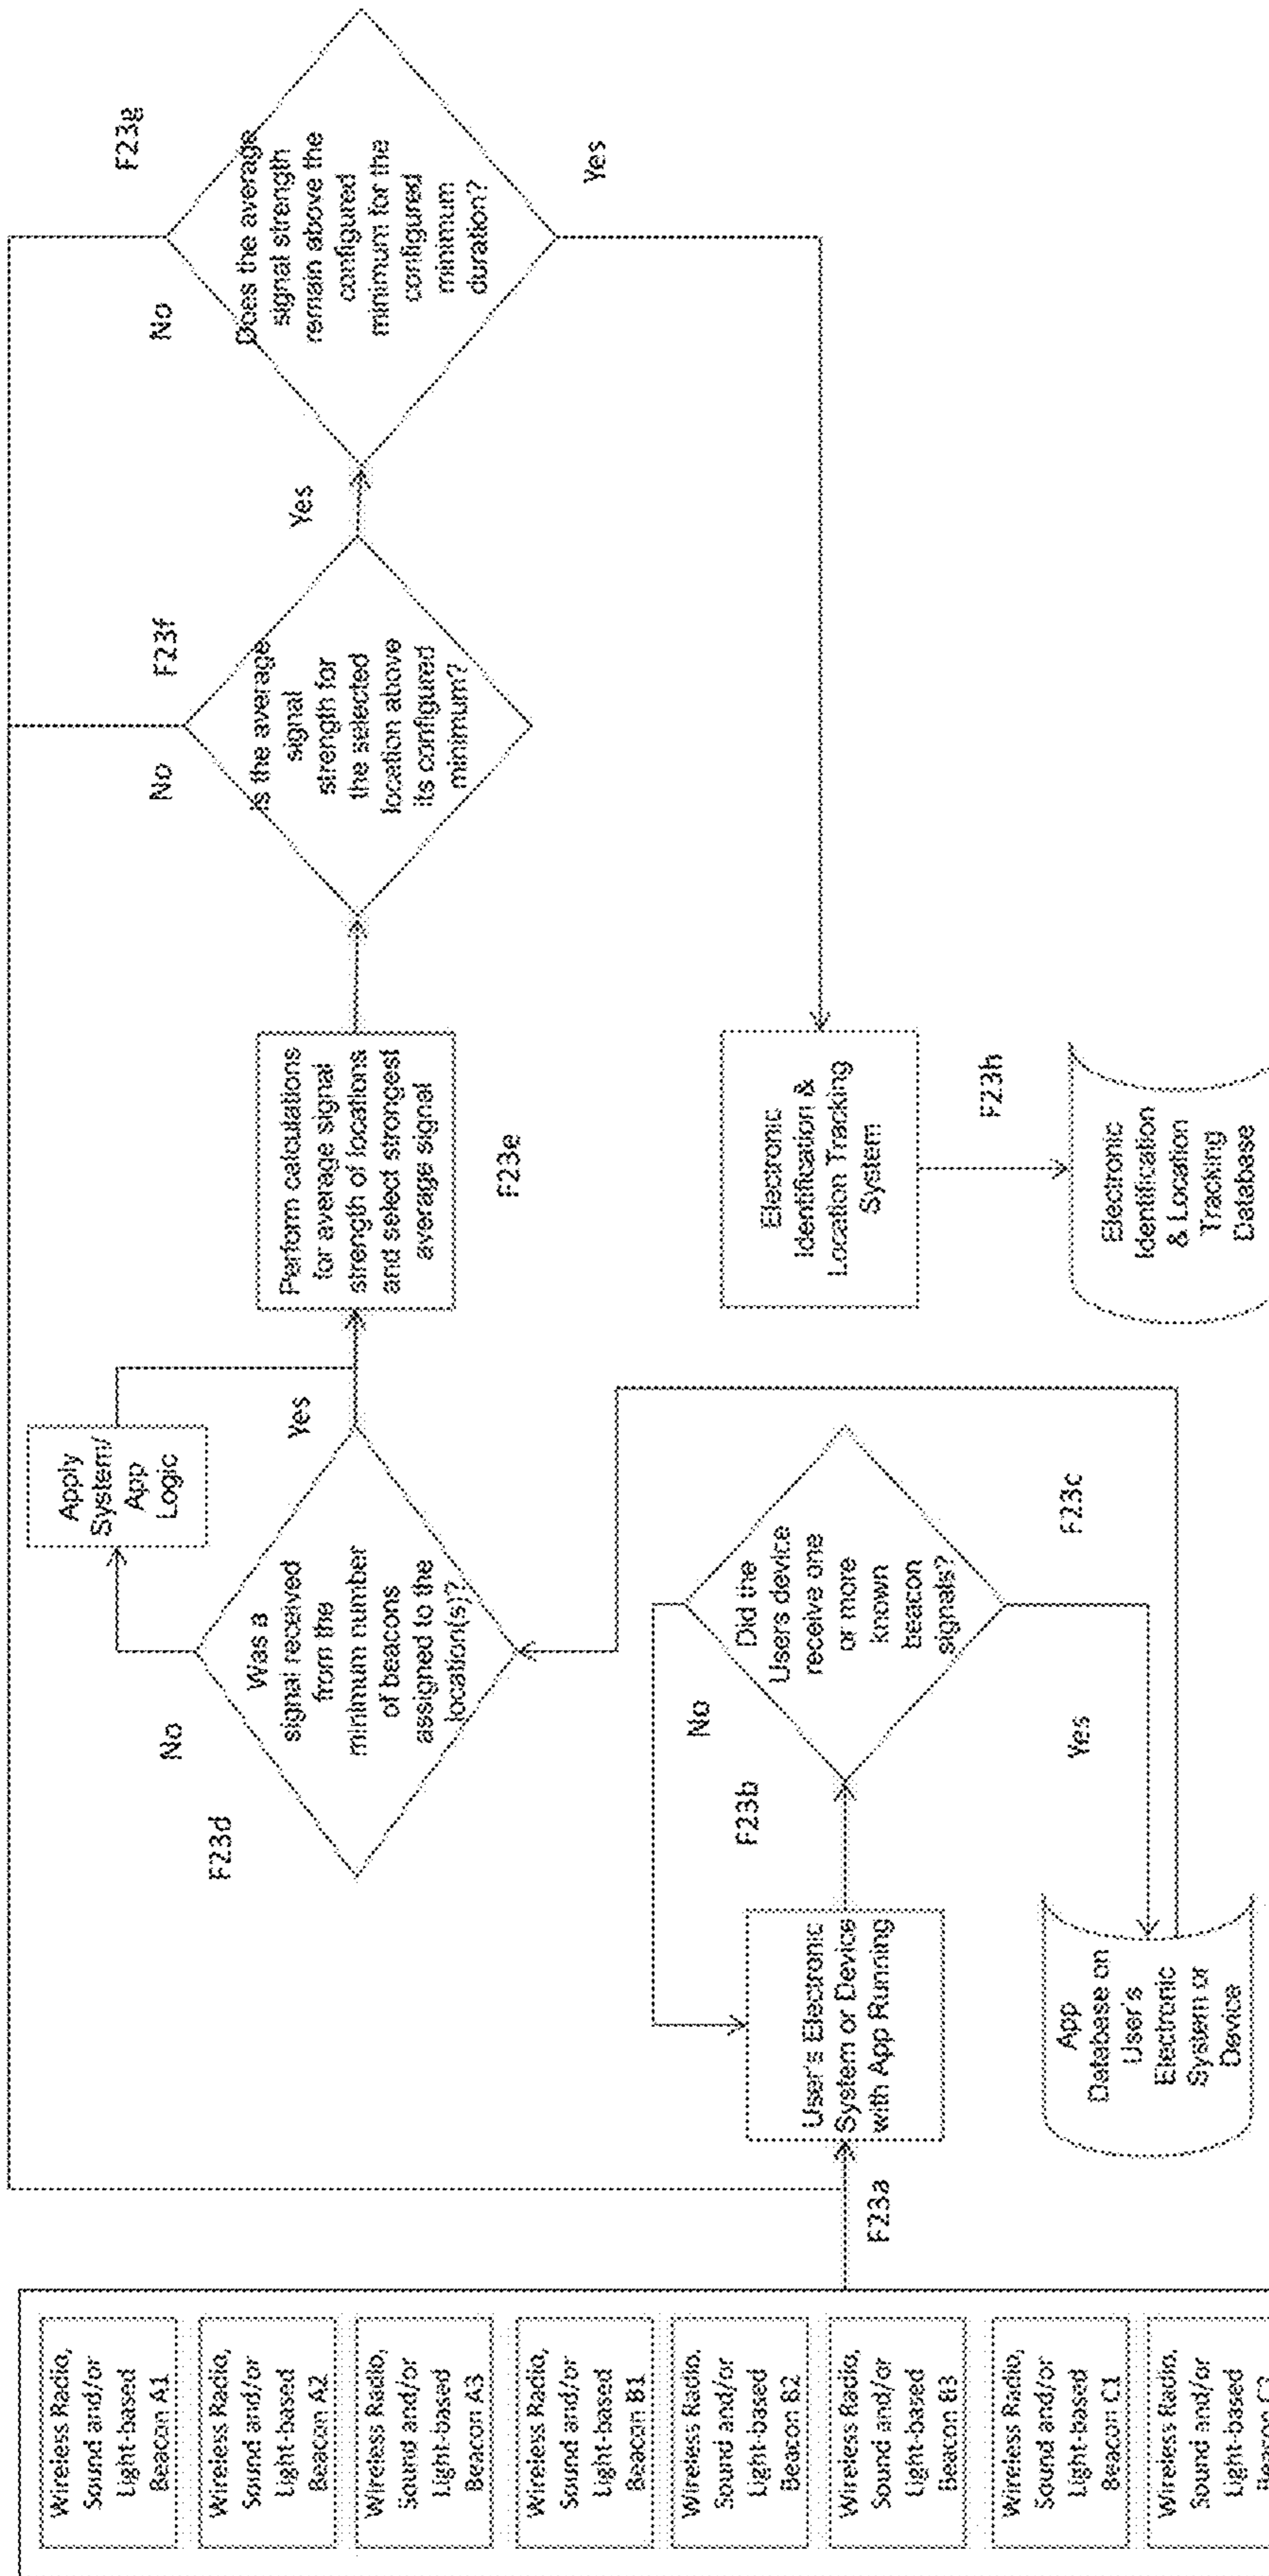 Wireless Radio,
Sound and/or
Light-based
Beacon A1
Wireless Radio,
Sound and/or
Light-based
Beacon A2
Wireless Radio,
Sound and/or
Light-based
Beacon A3
Wireless Radio,
Sound and/or
Light-based
Beacon B1
Wireless Radio,
Sound and/or
Light-based
Beacon B2
Wireless Radio,
Sound and/or
Light-based
Beacon B3
Wireless Radio,
Sound and/or
Light-based
Beacon C1
Wireless Radio,
Sound and/or
Light-based
Beacon C2
F23a
User's Electronic
System or Device
with App Running
F23b
No
Did the
Users device
receive one
or more
known
beacon
signals?
Yes
F23c
App
Database on
User's
Electronic
System or
Device
F23d
No
Was a
signal received
from the
minimum number
of beacons
assigned to the
location(s)?
Yes
Apply
System/
App
Logic
Perform calculations
for average signal
strength of locations
and select strongest
average signal
F23e
No
F23f
Is the average
signal
strength for
the selected
location above
its configured
minimum?
Yes
No
F23g
Does the average
signal strength
remain above the
configured
minimum for the
configured
minimum
duration?
Yes
Electronic
Identification &
Location Tracking
System
F23h
Electronic
Identification
& Location
Tracking
Database